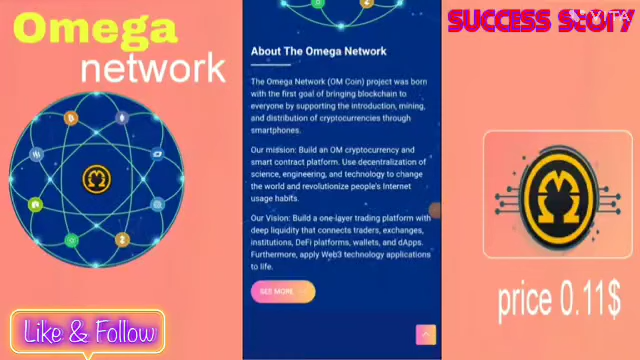 Omega
network
SUCCESS StoRY
VITA
About The Omega Network
The Omega Network (OM Coin) project was born
with the first goal of bringing blockchain to
everyone by supporting the introduction, mining,
and distribution of cryptocurrencies through
smartphones.
Our mission: Build an OM cryptocurrency and
smart contract platform. Use decentralization of
science, engineering, and technology to change
the world and revolutionize people's Internet
usage habits.
Our Vision: Build a one-layer trading platform with
deep liquidity that connects traders, exchanges,
institutions, DeFi platforms, wallets, and dApps.
Furthermore, apply Web3 technology applications
to life.
SEE MORE
price 0.11$
Like & Follow